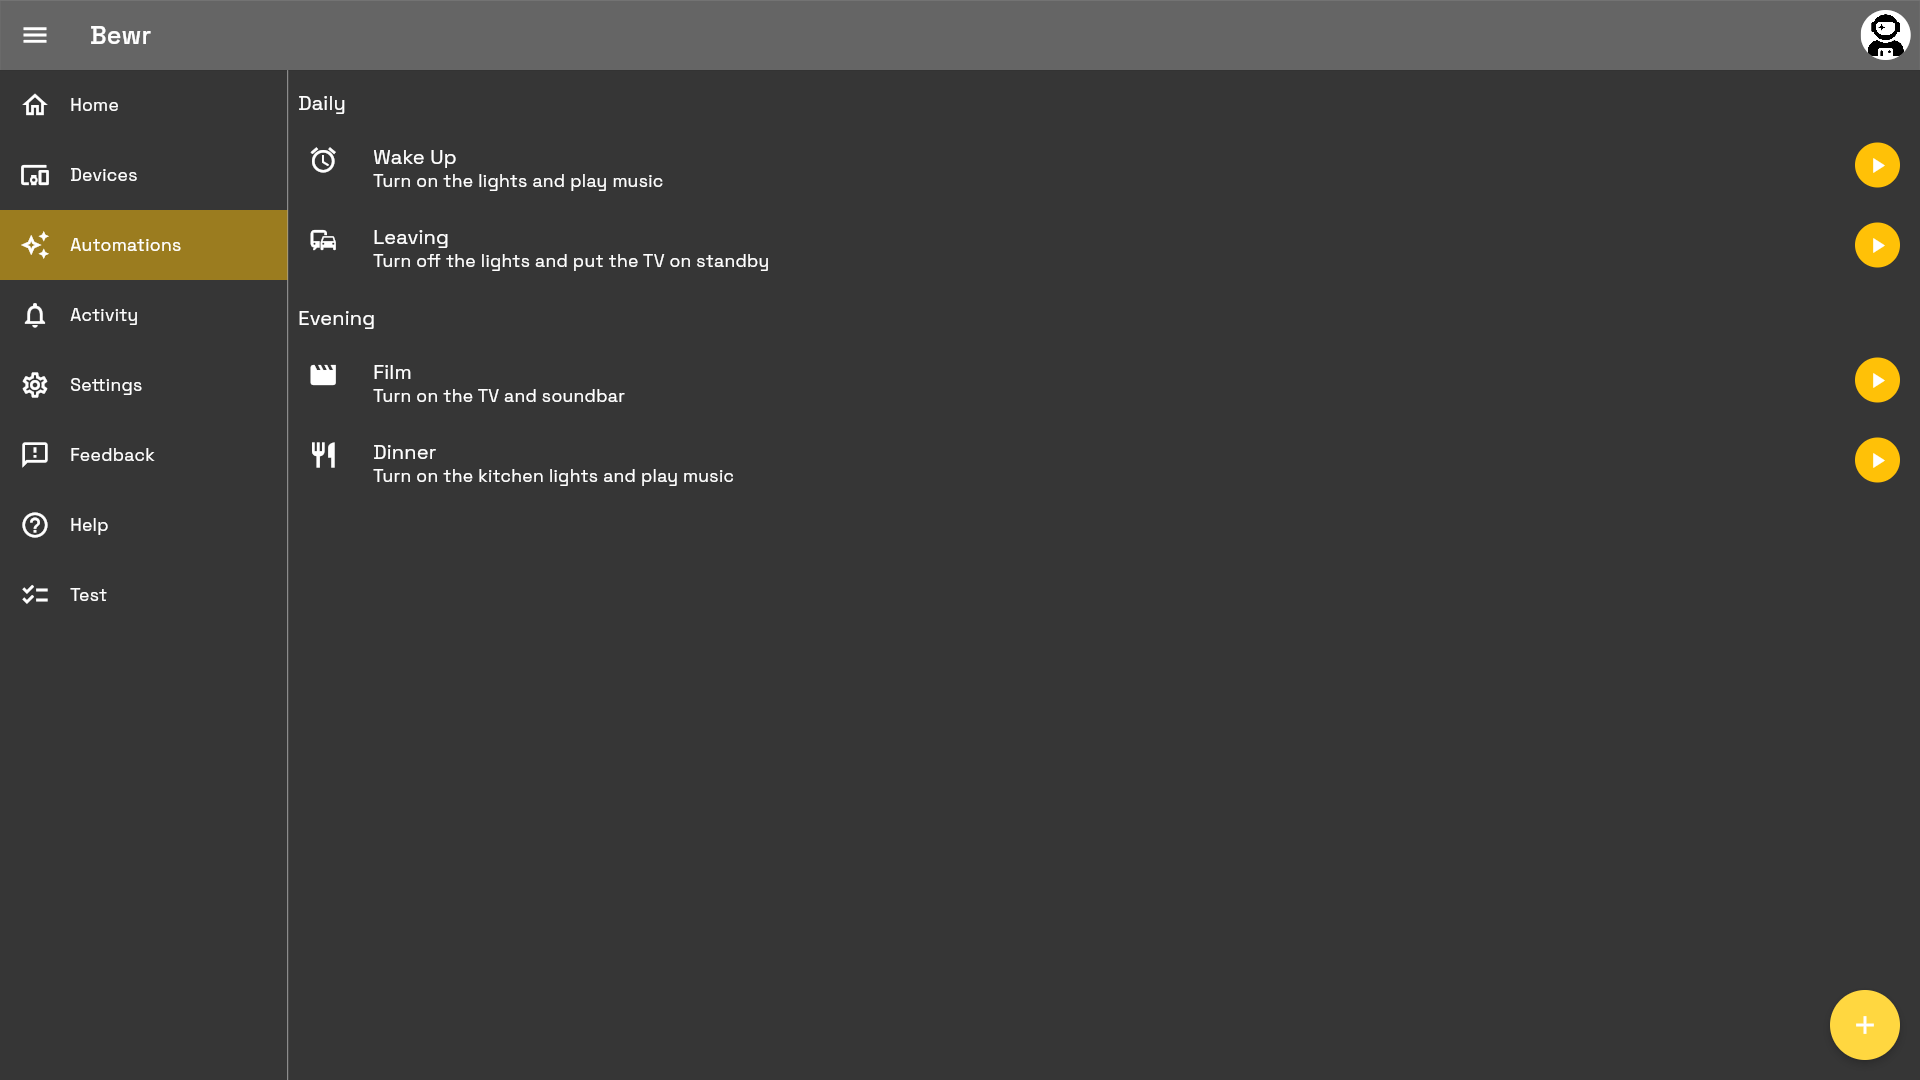 Bewr
Home
Devices
Automations
Activity
Settings
Feedback
Help
Test
Daily
Wake Up
Turn on the lights and play music
Leaving
Turn off the lights and put the TV on standby
Evening
Film
Turn on the TV and soundbar
Dinner
Turn on the kitchen lights and play music